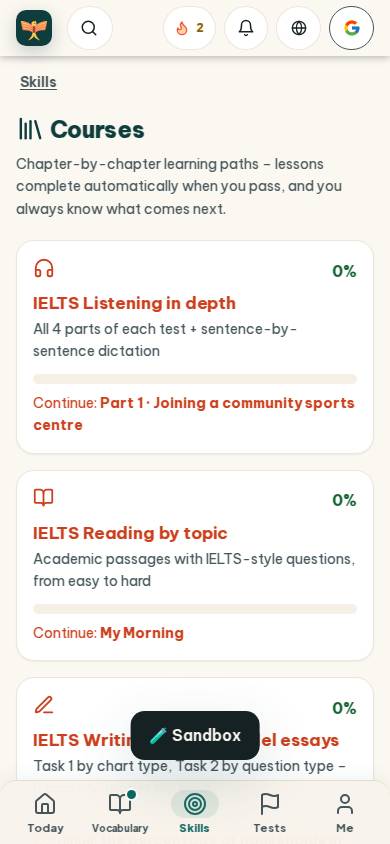 2
Skills
Courses
Chapter-by-chapter learning paths – lessons
complete automatically when you pass, and you
always know what comes next.
0%
IELTS Listening in depth
All 4 parts of each test + sentence-by-
sentence dictation
Continue: Part 1 · Joining a community sports
centre
0%
IELTS Reading by topic
Academic passages with IELTS-style questions,
from easy to hard
Continue: My Morning
0%
IELTS essays
🧪 Sandbox
Task 1 by chart type, Task 2 by question type –
Today
Vocabulary
Skills
Tests
Me